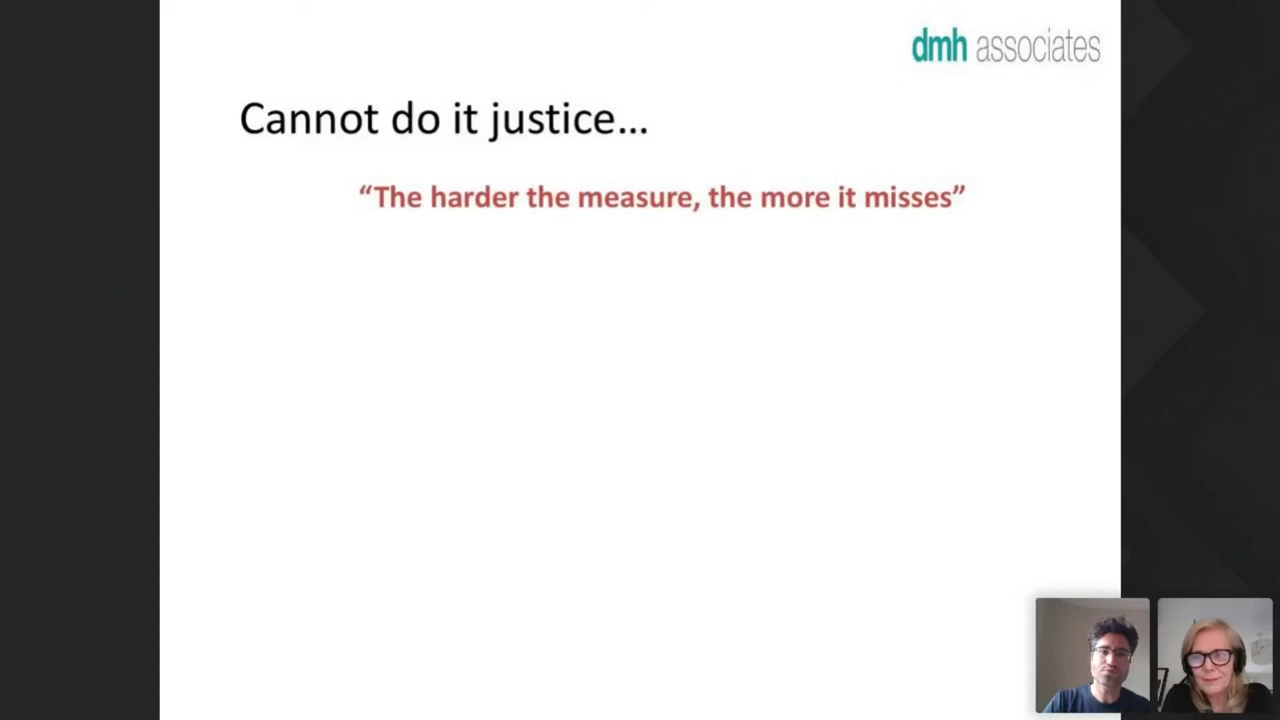 dmh associates
Cannot do it justice...
“The harder the measure, the more it misses”